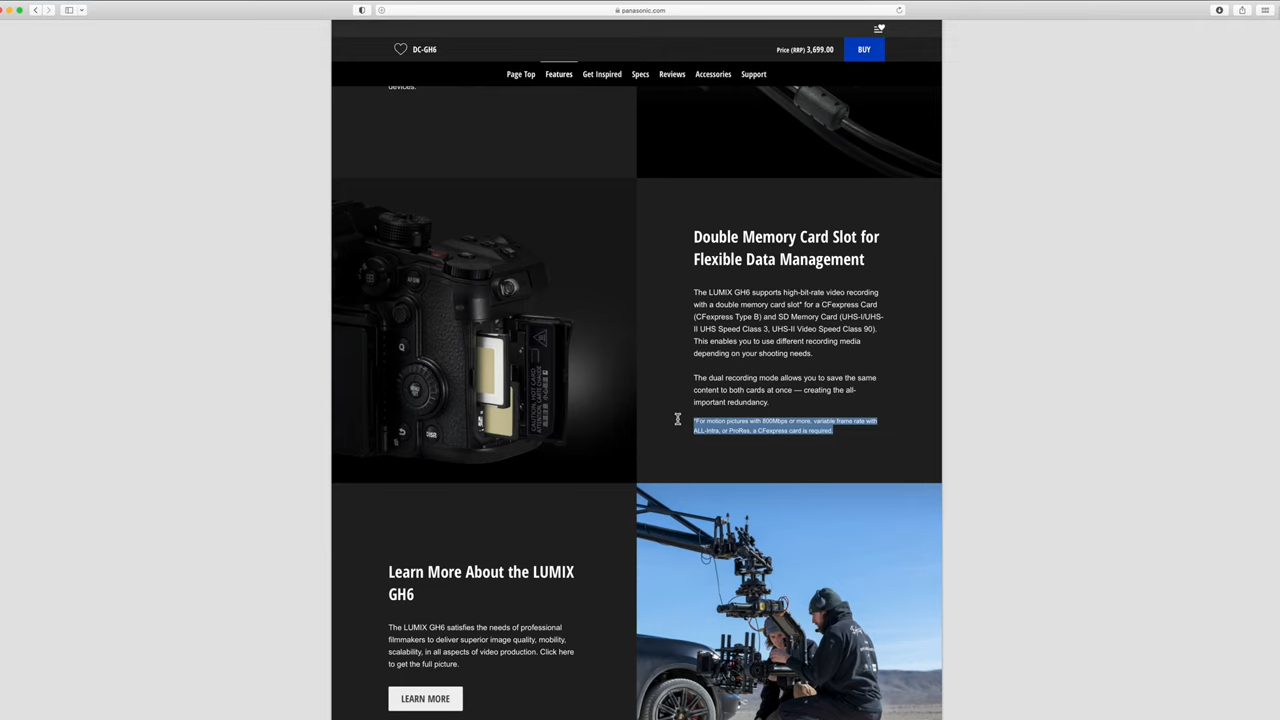 panasonic.com
DC-GH6
Price (RRP) 3,699.00
BUY
Page Top
Features
Get Inspired
Specs
Reviews
Accessories
Support
devices.
Double Memory Card Slot for
Flexible Data Management
The LUMIX GH6 supports high-bit-rate video recording
with a double memory card slot* for a CFexpress Card
(CFexpress Type B) and SD Memory Card (UHS-I/UHS-
II UHS Speed Class 3, UHS-II Video Speed Class 90).
This enables you to use different recording media
depending on your shooting needs.
The dual recording mode allows you to save the same
content to both cards at once — creating the all-
important redundancy.
*For motion pictures with 800Mbps or more, variable frame rate with
ALL-Intra, or ProRes, a CFexpress card is required.
Q
CAUTION: HOT CARD
Learn More About the LUMIX
GH6
The LUMIX GH6 satisfies the needs of professional
filmmakers to deliver superior image quality, mobility,
scalability, in all aspects of video production. Click here
to get the full picture.
LEARN MORE